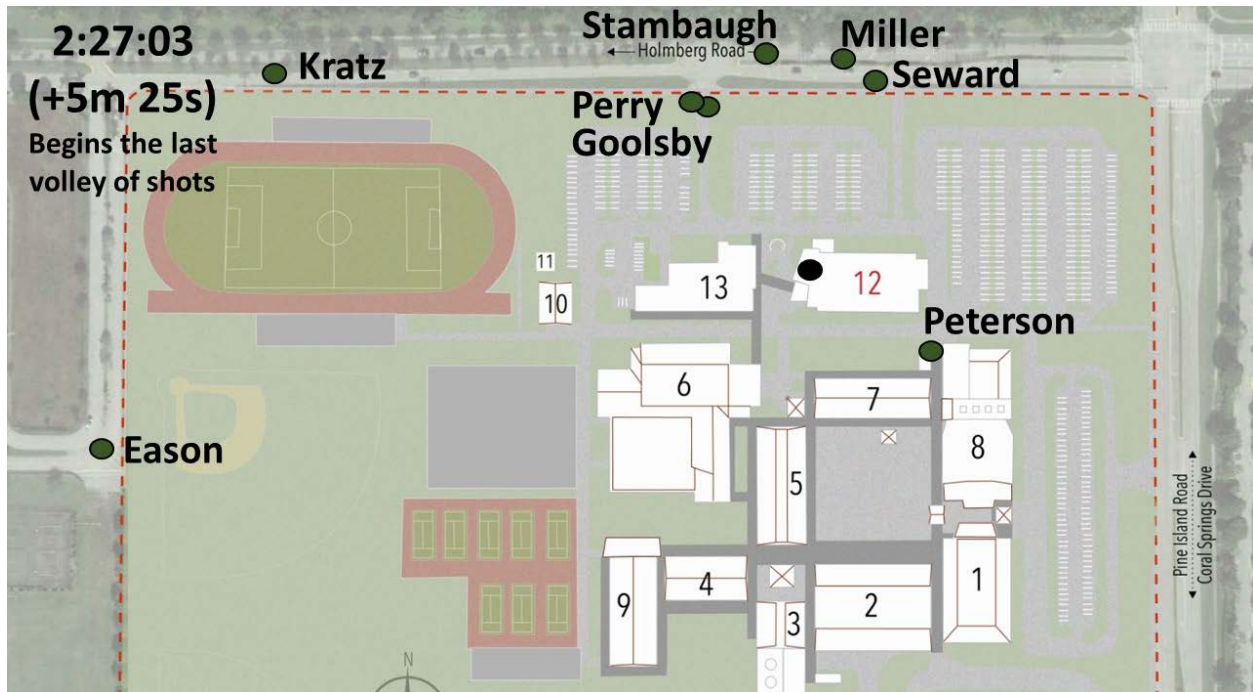 2:27:03
(+5m 25s)
Begins the last
volley of shots
Kratz
Stambaugh
Holmberg Road
Miller
Seward
Perry
Goolsby
11
10
13
12
Peterson
6
7
8
5
Eason
9
4
3
2
1
Pine Island Road
Coral Springs Drive
N